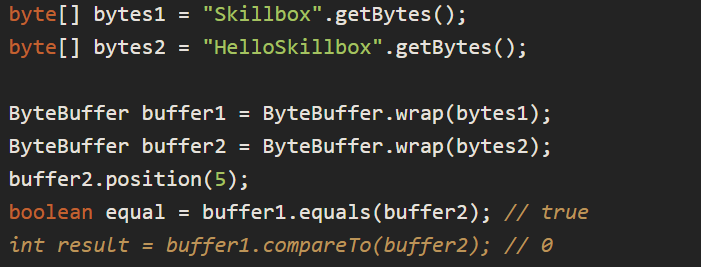 byte[] bytes1 = "Skillbox".getBytes();
byte[] bytes2 = "HelloSkillbox".getBytes();
ByteBuffer buffer1 = ByteBuffer.wrap(bytes1);
ByteBuffer buffer2 = ByteBuffer.wrap(bytes2);
buffer2.position(5);
boolean equal = buffer1.equals(buffer2); // true
int result = buffer1.compareTo(buffer2); // 0